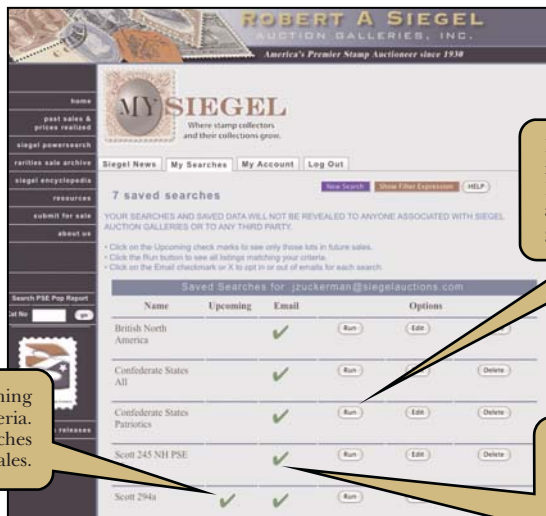 ROBERT A SIEGEL
AUCTION GALLERIES, INC.
America's Premier Stamp Auctioneer since 1930
home
past sales &
prices realized
siegel powersearch
rarities sale archive
siegel encyclopedia
resources
submit for sale
about us
Search PSE Pop Report
Cat No
go
releases
MYSIEGEL
Where stamp collectors
and their collections grow.
Siegel News My Searches My Account Log Out
7 saved searches
New Search Show Filter Expression HELP
YOUR SEARCHES AND SAVED DATA WILL NOT BE REVEALED TO ANYONE ASSOCIATED WITH SIEGEL
AUCTION GALLERIES OR TO ANY THIRD PARTY.
• Click on the Upcoming check marks to see only those lots in future sales.
• Click the Run button to see all listings matching your criteria.
• Click on the Email checkmark or X to opt in or out of emails for each search.
Saved Searches for jzuckerman@siegelauctions.com
Name Upcoming Email Options
British North
America
Run Edit
Confederate States
All
Run Edit Delete
Confederate States
Patriotics
Run Edit Delete
Scott 245 NH PSE
Run Edit Delete
Scott 294a
Run Edit
ning
eria.
ches
ales.